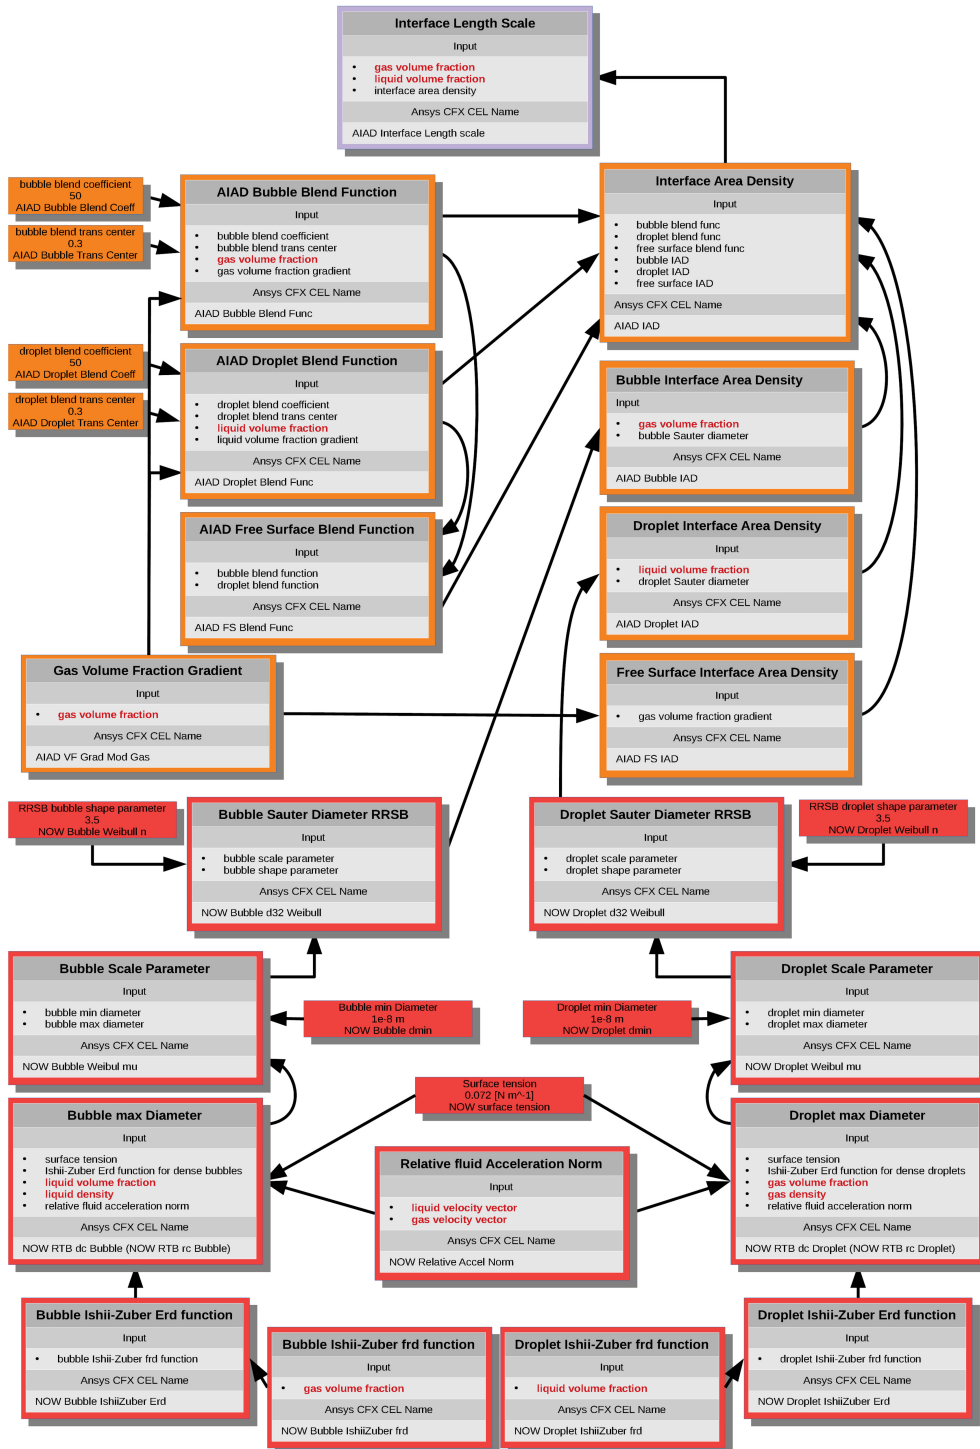 Interface Length Scale
Input
• gas volume fraction
• liquid volume fraction
• interface area density
Ansys CFX CEL Name
AIAD Interface Length scale
bubble blend coefficient
50
AIAD Bubble Blend Coeff
bubble blend trans center
0.3
AIAD Bubble Trans Center
AIAD Bubble Blend Function
Input
• bubble blend coefficient
• bubble blend trans center
• gas volume fraction
• gas volume fraction gradient
Ansys CFX CEL Name
AIAD Bubble Blend Func
Interface Area Density
Input
• bubble blend func
• droplet blend func
• free surface blend func
• bubble IAD
• droplet IAD
• free surface IAD
Ansys CFX CEL Name
AIAD IAD
droplet blend coefficient
50
AIAD Droplet Blend Coeff
droplet blend trans center
0.3
AIAD Droplet Trans Center
AIAD Droplet Blend Function
Input
• droplet blend coefficient
• droplet blend trans center
• liquid volume fraction
• liquid volume fraction gradient
Ansys CFX CEL Name
AIAD Droplet Blend Func
Bubble Interface Area Density
Input
• gas volume fraction
• bubble Sauter diameter
Ansys CFX CEL Name
AIAD Bubble IAD
AIAD Free Surface Blend Function
Input
• bubble blend function
• droplet blend function
Ansys CFX CEL Name
AIAD FS Blend Func
Droplet Interface Area Density
Input
• liquid volume fraction
• droplet Sauter diameter
Ansys CFX CEL Name
AIAD Droplet IAD
Gas Volume Fraction Gradient
Input
• gas volume fraction
Ansys CFX CEL Name
AIAD VF Grad Mod Gas
Free Surface Interface Area Density
Input
• gas volume fraction gradient
Ansys CFX CEL Name
AIAD FS IAD
RRSB bubble shape parameter
3.5
NOW Bubble Weibull n
Bubble Sauter Diameter RRSB
Input
• bubble scale parameter
• bubble shape parameter
Ansys CFX CEL Name
NOW Bubble d32 Weibull
Droplet Sauter Diameter RRSB
Input
• droplet scale parameter
• droplet shape parameter
Ansys CFX CEL Name
NOW Droplet d32 Weibull
RRSB droplet shape parameter
3.5
NOW Droplet Weibull n
Bubble Scale Parameter
Input
• bubble min diameter
• bubble max diameter
Ansys CFX CEL Name
NOW Bubble Weibul mu
Bubble min Diameter
1e-8 m
NOW Bubble dmin
Droplet min Diameter
1e-8 m
NOW Droplet dmin
Droplet Scale Parameter
Input
• droplet min diameter
• droplet max diameter
Ansys CFX CEL Name
NOW Droplet Weibul mu
Surface tension
0.072 [N m^-1]
NOW surface tension
Bubble max Diameter
Input
• surface tension
• Ishii-Zuber Erd function for dense bubbles
• liquid volume fraction
• liquid density
• relative fluid acceleration norm
Ansys CFX CEL Name
NOW RTB dc Bubble (NOW RTB rc Bubble)
Relative fluid Acceleration Norm
Input
• liquid velocity vector
• gas velocity vector
Ansys CFX CEL Name
NOW Relative Accel Norm
Droplet max Diameter
Input
• surface tension
• Ishii-Zuber Erd function for dense droplets
• gas volume fraction
• gas density
• relative fluid acceleration norm
Ansys CFX CEL Name
NOW RTB dc Droplet (NOW RTB rc Droplet)
Bubble Ishii-Zuber Erd function
Input
• bubble Ishii-Zuber frd function
Ansys CFX CEL Name
NOW Bubble IshiiZuber Erd
Bubble Ishii-Zuber frd function
Input
• gas volume fraction
Ansys CFX CEL Name
NOW Bubble IshiiZuber frd
Droplet Ishii-Zuber frd function
Input
• liquid volume fraction
Ansys CFX CEL Name
NOW Droplet IshiiZuber frd
Droplet Ishii-Zuber Erd function
Input
• droplet Ishii-Zuber frd function
Ansys CFX CEL Name
NOW Droplet IshiiZuber Erd